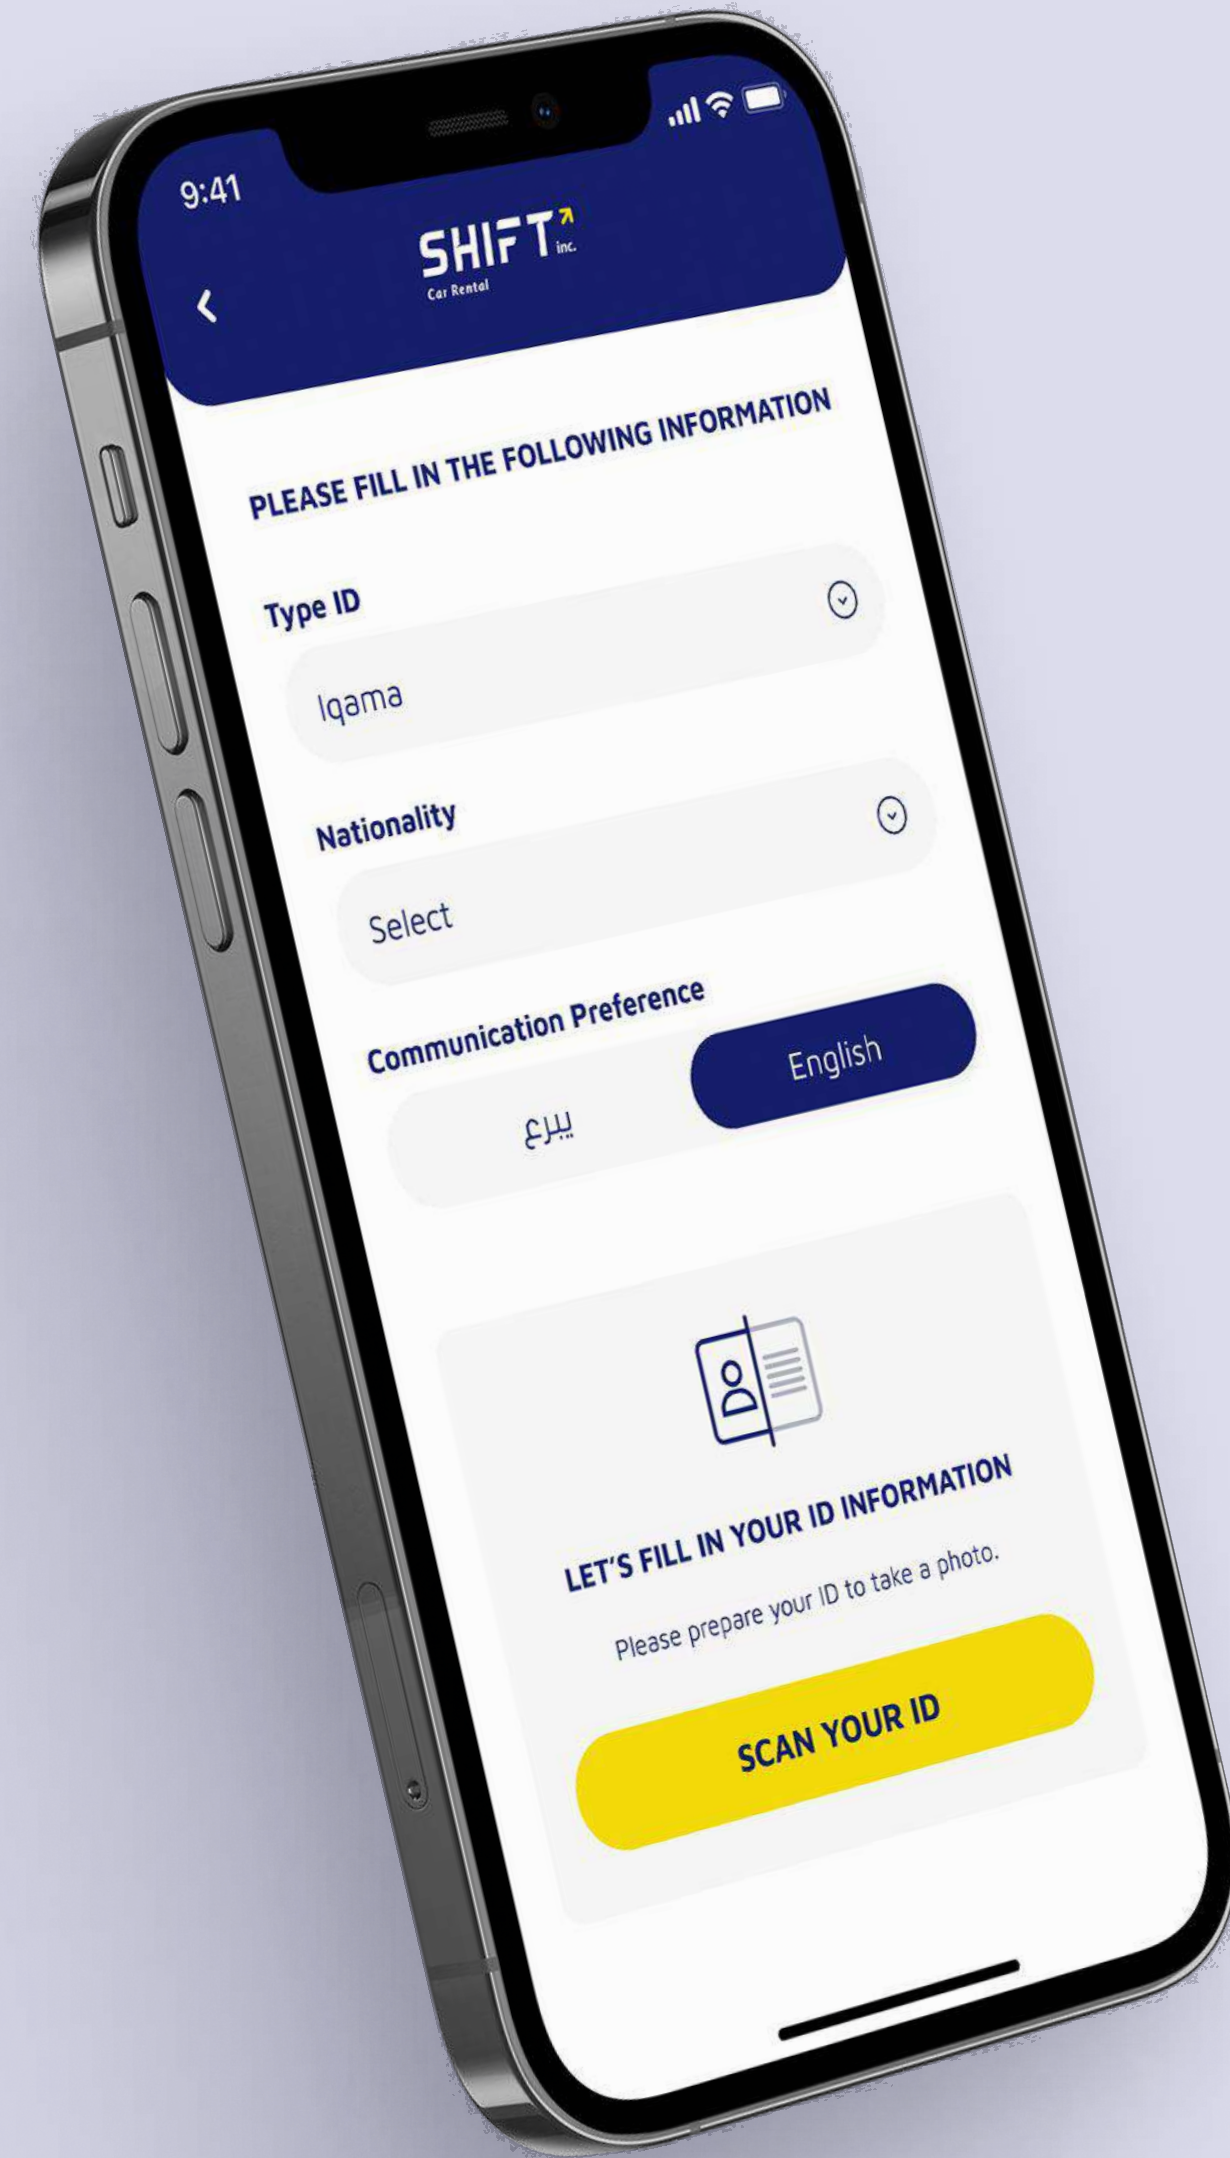 9:41
SHIFT
inc.
Car Rental
PLEASE FILL IN THE FOLLOWING INFORMATION
Type ID
Iqama
Nationality
Select
Communication Preference
يبرع
English
LET'S FILL IN YOUR ID INFORMATION
Please prepare your ID to take a photo.
SCAN YOUR ID